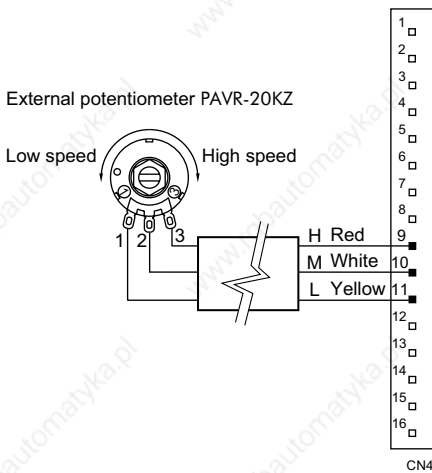 External potentiometer PAVR-20KZ
Low speed
High speed
1 2 3
H Red
M White
L Yellow
1
2
3
4
5
6
7
8
9
10
11
12
13
14
15
16
CN4